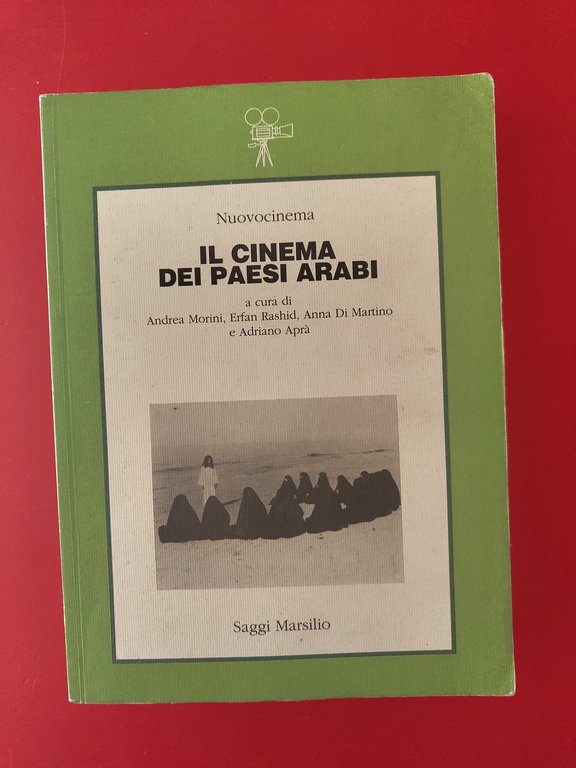 Nuovocinema
IL CINEMA
DEI PAESI ARABI
a cura di
Andrea Morini, Erfan Rashid, Anna Di Martino
e Adriano Aprà
Saggi Marsilio